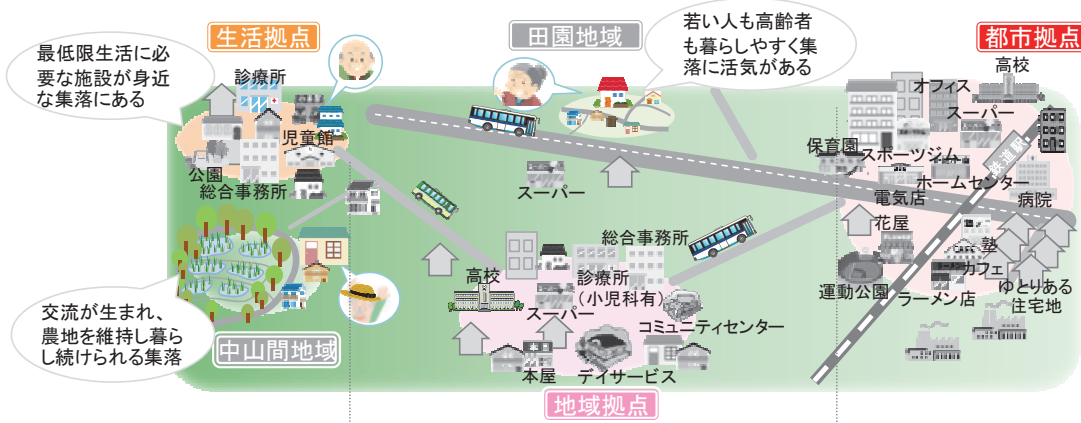 生活拠点
田園地域
都市拠点
最低限生活に必
要な施設が身近
な集落にある
若い人も高齢者
も暮らしやすく集
落に活気がある
診療所
児童館
公園
総合事務所
スーパー
高校
オフィス
スーパー
鉄道駅
保育園
スポーツジム
ホームセンター
電気店
病院
花屋
塾
カフェ
運動公園
ラーメン店
ゆとりある
住宅地
総合事務所
高校
診療所
(小児科有)
スーパー
コミュニティセンター
本屋
デイサービス
地域拠点
交流が生まれ、
農地を維持し暮ら
し続けられる集落
中山間地域